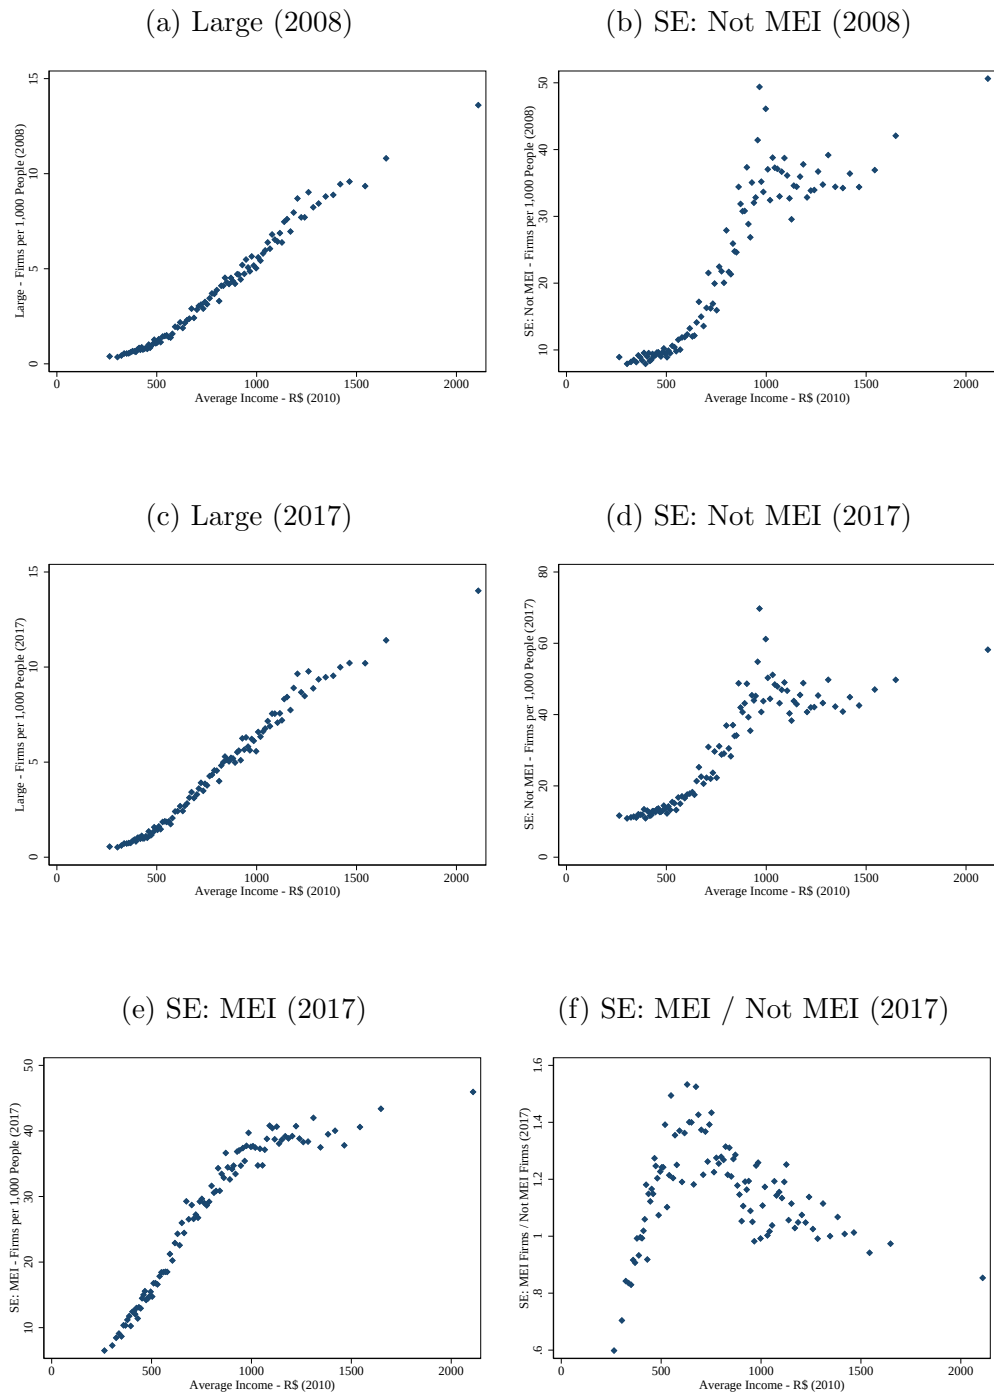 (a) Large (2008)
Large - Firms per 1,000 People (2008)
15
10
5
0
0 500 1000 1500 2000
Average Income - R$ (2010)
(b) SE: Not MEI (2008)
SE: Not MEI - Firms per 1,000 People (2008)
50
40
30
20
10
0 500 1000 1500 2000
Average Income - R$ (2010)
(c) Large (2017)
Large - Firms per 1,000 People (2017)
15
10
5
0
0 500 1000 1500 2000
Average Income - R$ (2010)
(d) SE: Not MEI (2017)
SE: Not MEI - Firms per 1,000 People (2017)
80
60
40
20
0
0 500 1000 1500 2000
Average Income - R$ (2010)
(e) SE: MEI (2017)
SE: MEI - Firms per 1,000 People (2017)
50
40
30
20
10
0 500 1000 1500 2000
Average Income - R$ (2010)
(f) SE: MEI / Not MEI (2017)
SE: MEI Firms / Not MEI Firms (2017)
1.6
1.4
1.2
1
.8
.6
0 500 1000 1500 2000
Average Income - R$ (2010)